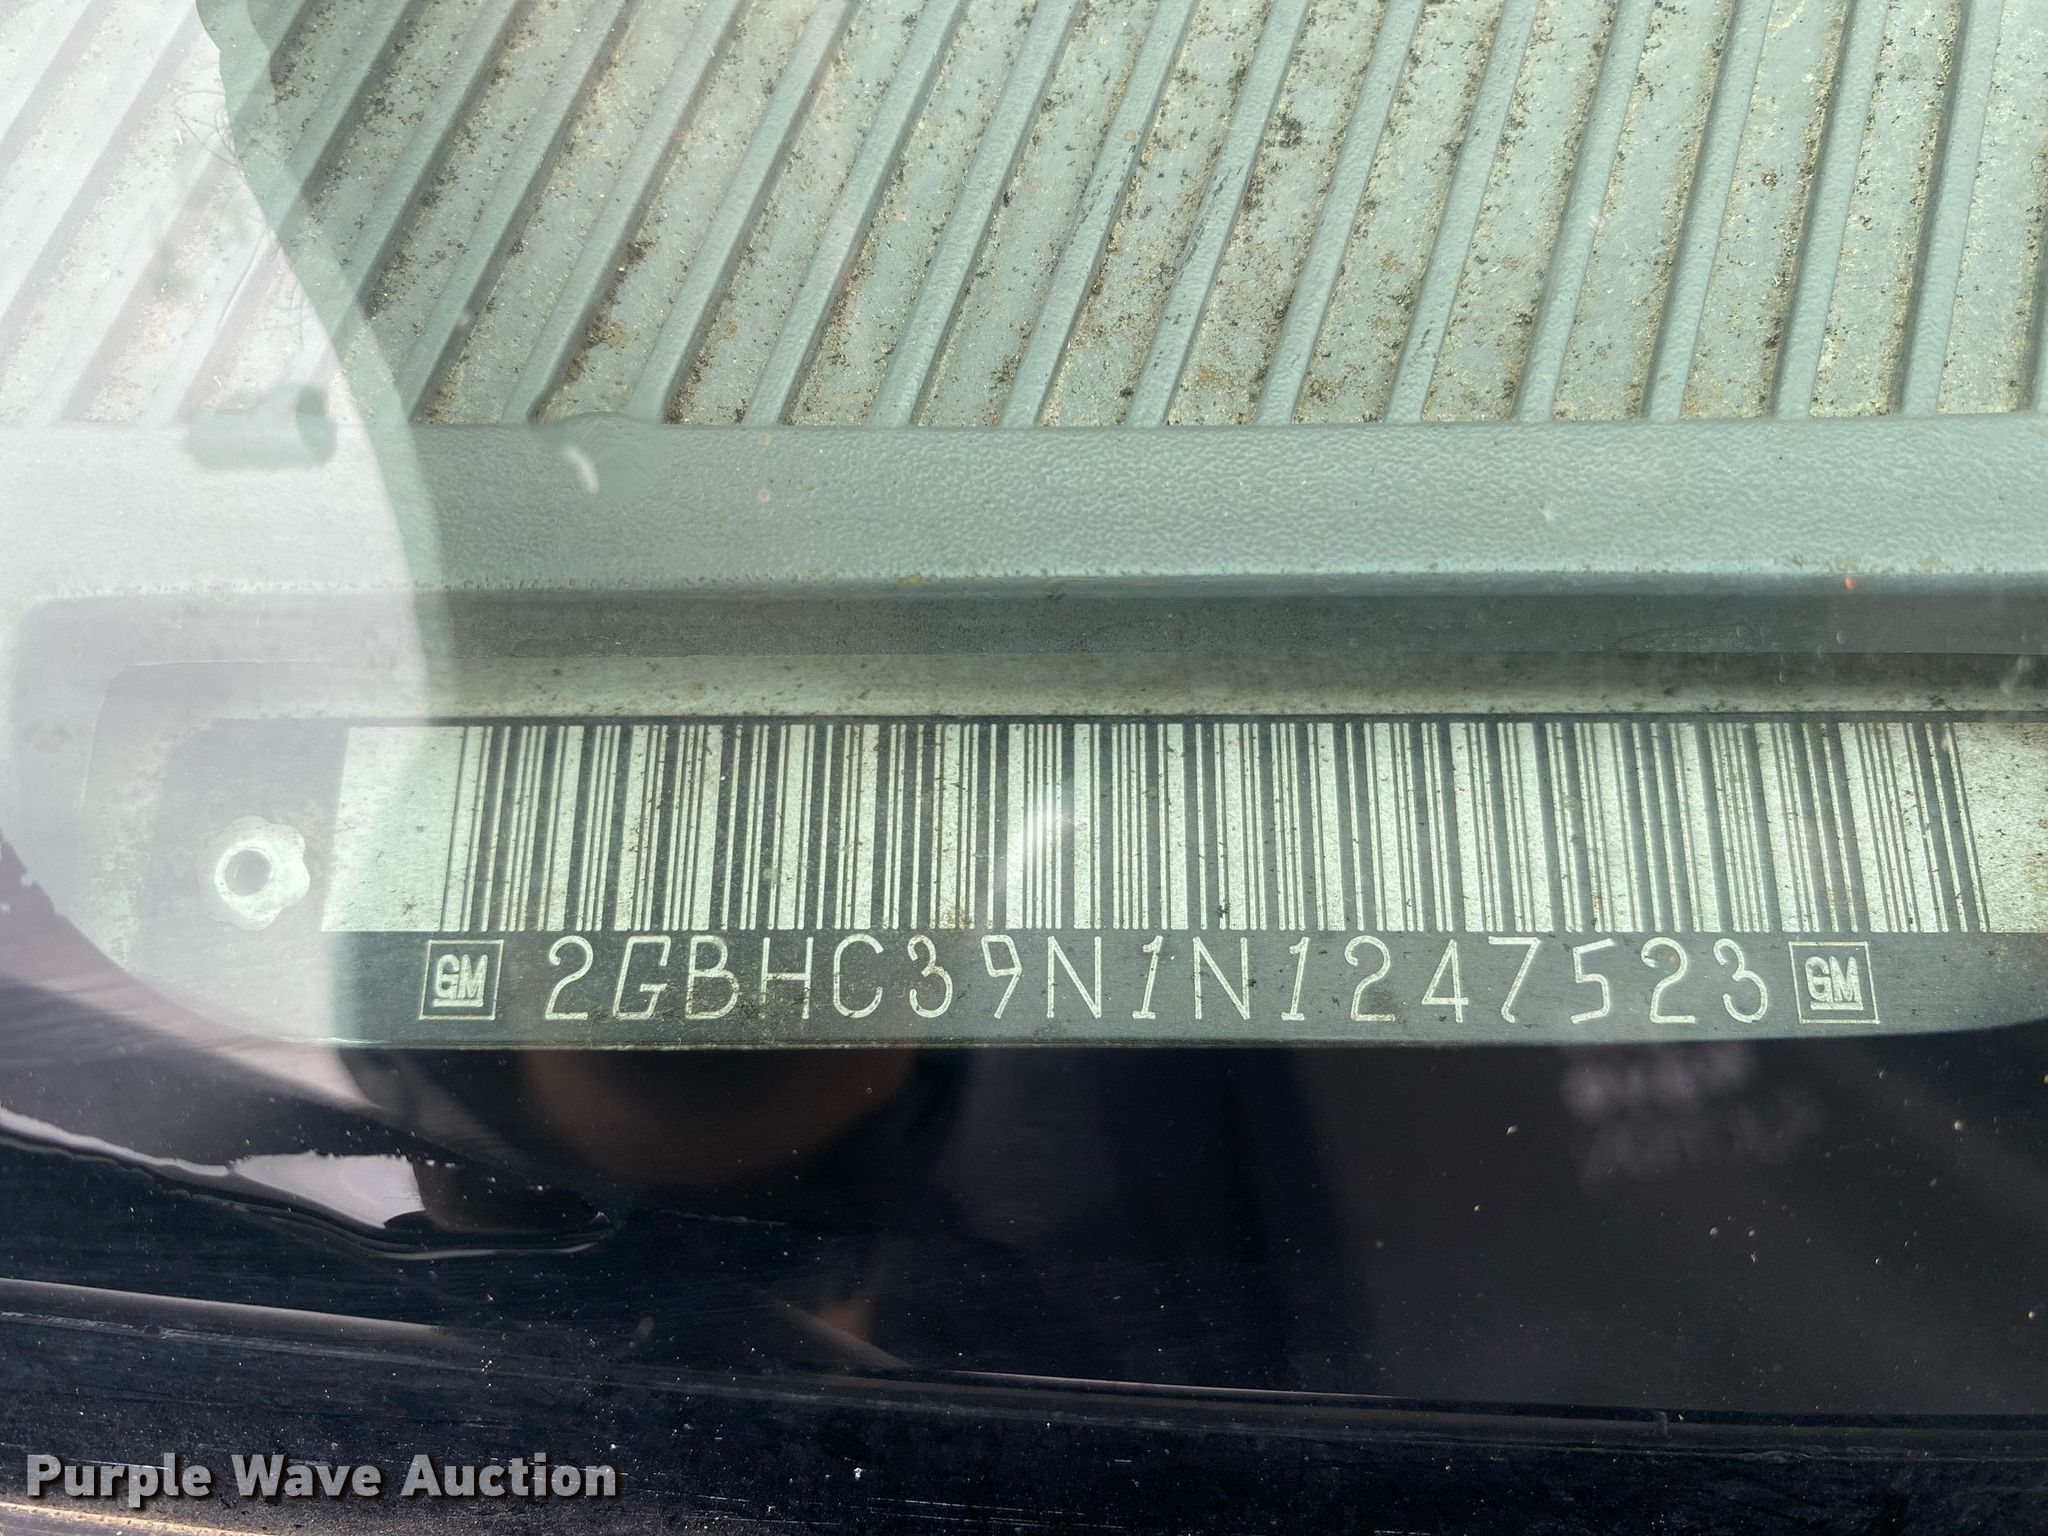 GM 2GBHC39N1N1247523 GM
Purple Wave Auction